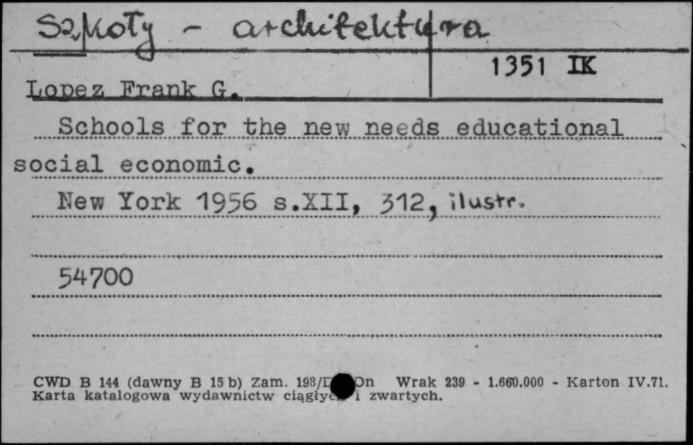 Szkoły - architektura
1351 IK
Lopez Frank G.
Schools for the new needs educational
social economic.
New York 1956 s.XII, 312, ilustr.
54700
CWD B 144 (dawny B 15 b) Zam. 198/ On Wrak 239 - 1.660.000 - Karton IV.71.
Karta katalogowa wydawnictw i zwartych.